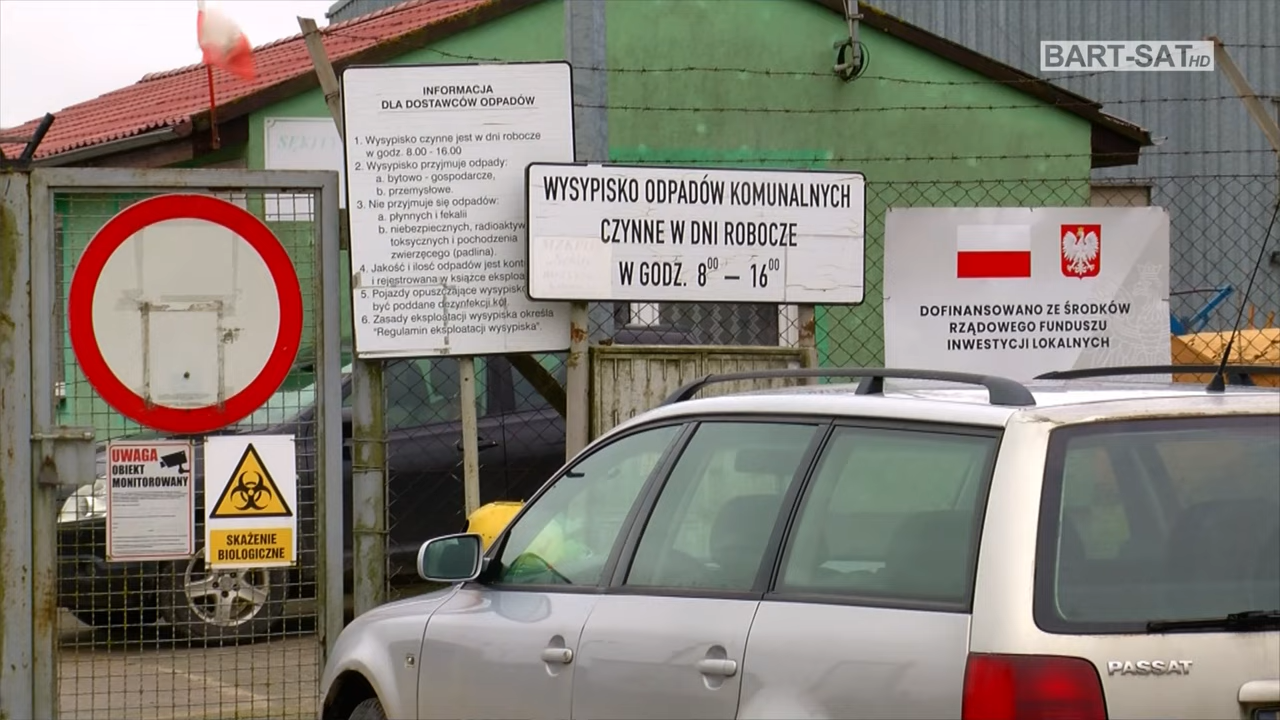 BART-SAT HD
INFORMACJA
DLA DOSTAWCÓW ODPADÓW
1. Wysypisko czynne jest w dni robocze
w godz. 8.00 - 16.00
2. Wysypisko przyjmuje odpady:
a. bytowo - gospodarcze,
b. przemysłowe.
3. Nie przyjmuje się odpadów:
a. płynnych i fekalii
b. niebezpiecznych,
toksycznych i pochodzenia
zwierzęcego (padlina).
4. Jakość i ilość odpadów jest
i rejestrowana w książce
5. Pojazdy opuszczające
być poddane dezynfekcji
6. Zasady eksploatacji wysypiska określa
"Regulamin eksploatacji wysypiska".
WYSYPISKO ODPADÓW KOMUNALNYCH
CZYNNE W DNI ROBOCZE
W GODZ. 8⁰⁰ – 16⁰⁰
DOFINANSOWANO ZE ŚRODKÓW
RZĄDOWEGO FUNDUSZU
INWESTYCJI LOKALNYCH
UWAGA
OBIEKT
MONITOROWANY
SKAŻENIE
BIOLOGICZNE
PASSAT